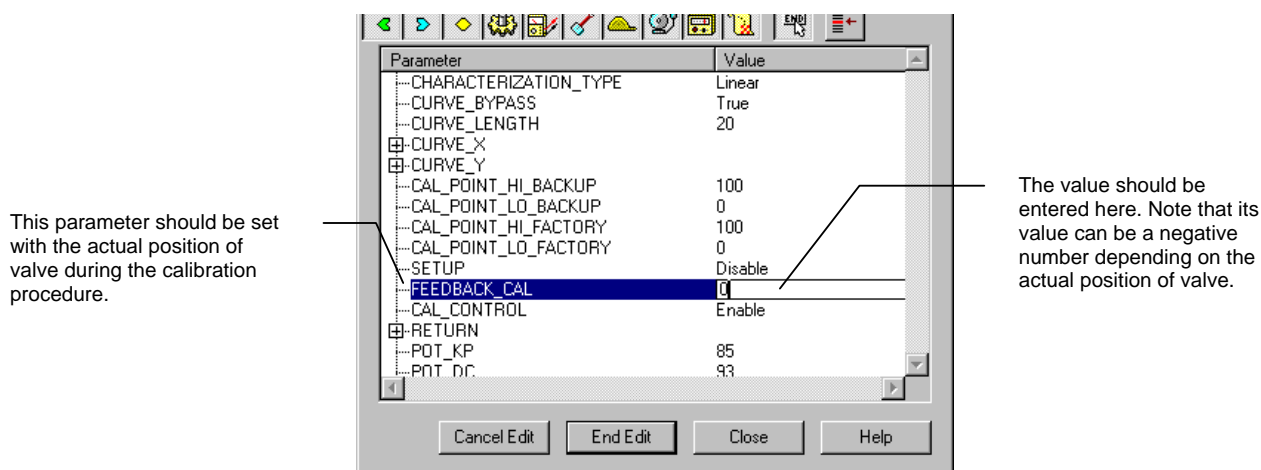 END!
Parameter Value
CHARACTERIZATION_TYPE Linear
CURVE_BYPASS True
CURVE_LENGTH 20
CURVE_X
CURVE_Y
CAL_POINT_HI_BACKUP 100
CAL_POINT_LO_BACKUP 0
CAL_POINT_HI_FACTORY 100
CAL_POINT_LO_FACTORY 0
SETUP Disable
FEEDBACK_CAL 0
CAL_CONTROL Enable
RETURN
POT_KP 85
POT_DC 93
Cancel Edit End Edit Close Help
This parameter should be set
with the actual position of
valve during the calibration
procedure.
The value should be
entered here. Note that its
value can be a negative
number depending on the
actual position of valve.